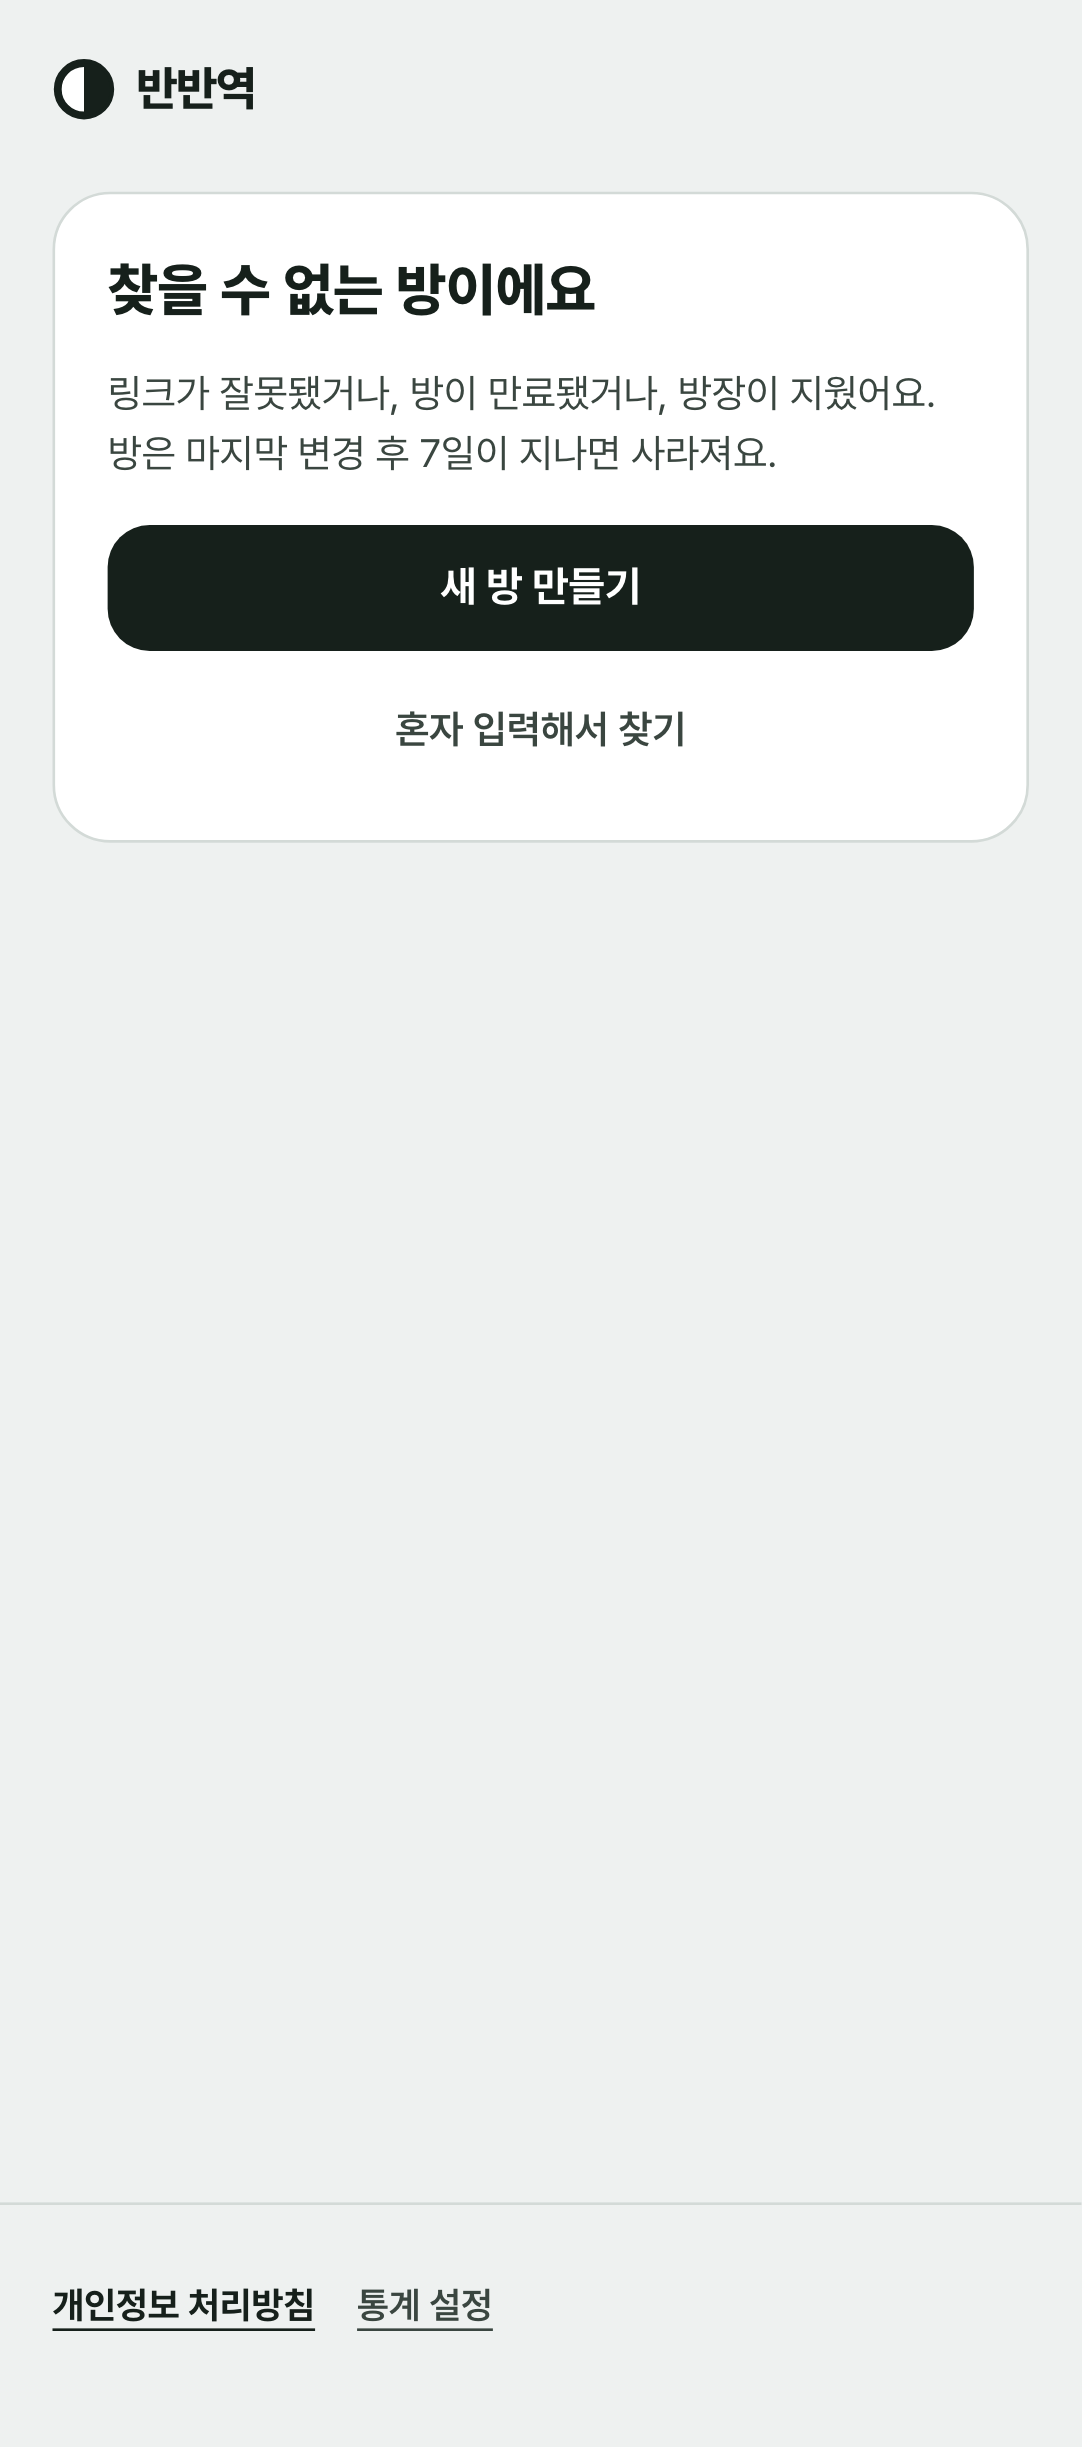 반반역
찾을 수 없는 방이에요
링크가 잘못됐거나, 방이 만료됐거나, 방장이 지웠어요.
방은 마지막 변경 후 7일이 지나면 사라져요.
새 방 만들기
혼자 입력해서 찾기
개인정보 처리방침 통계 설정